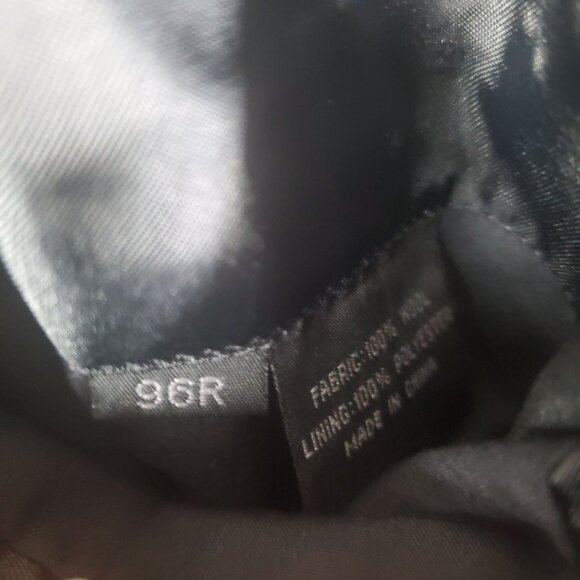 96R
FABRIC:100% WOOL
LINING:100% POLYESTER
MADE IN CHINA